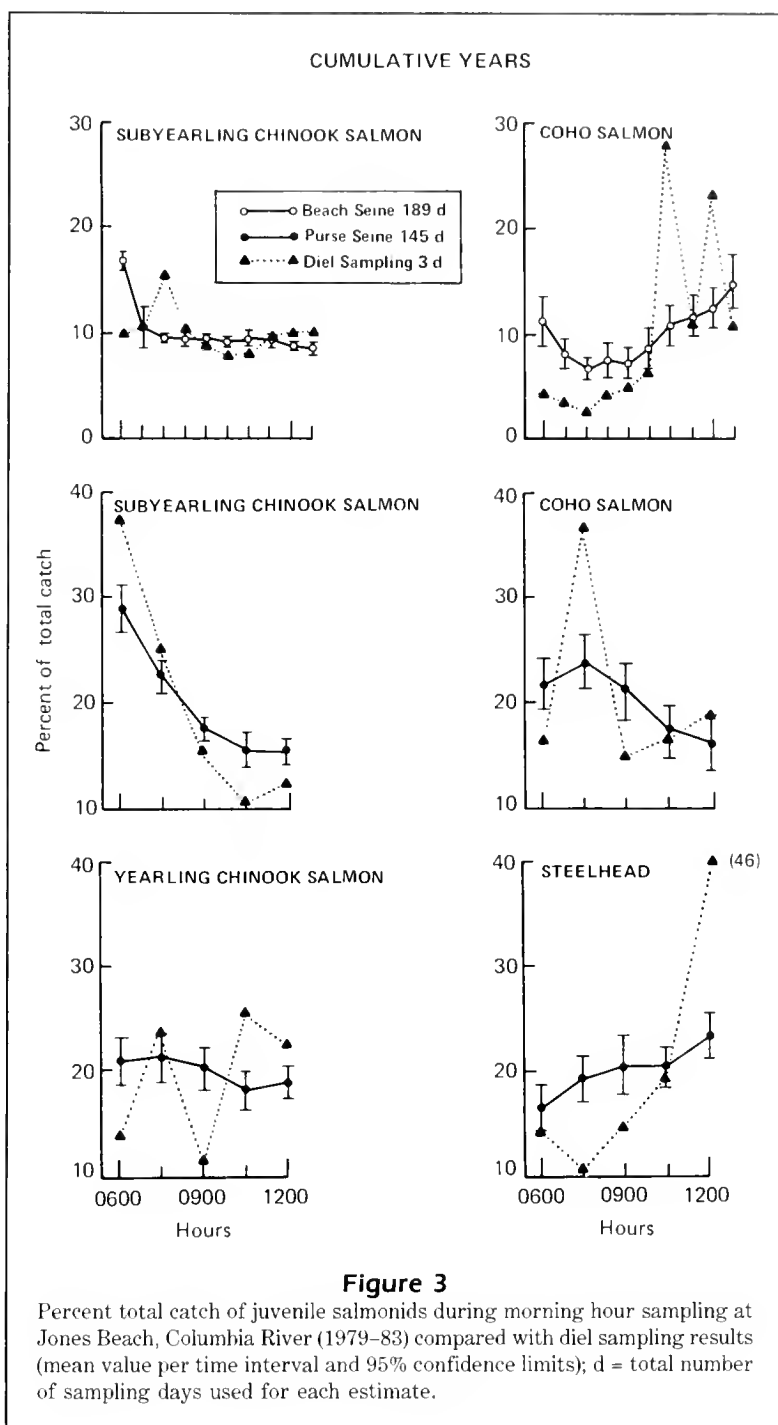 CUMULATIVE YEARS
SUBYEARLING CHINOOK SALMON
COHO SALMON
30
20
10
0
Beach Seine 189 d
Purse Seine 145 d
Diel Sampling 3 d
30
20
10
0
Percent of total catch
SUBYEARLING CHINOOK SALMON
COHO SALMON
40
30
20
10
40
30
20
10
YEARLING CHINOOK SALMON
STEELHEAD
40
30
20
10
40
30
20
10
(46)
0600 0900 1200
Hours
0600 0900 1200
Hours
Figure 3
Percent total catch of juvenile salmonids during morning hour sampling at
Jones Beach, Columbia River (1979–83) compared with diel sampling results
(mean value per time interval and 95% confidence limits); d = total number
of sampling days used for each estimate.